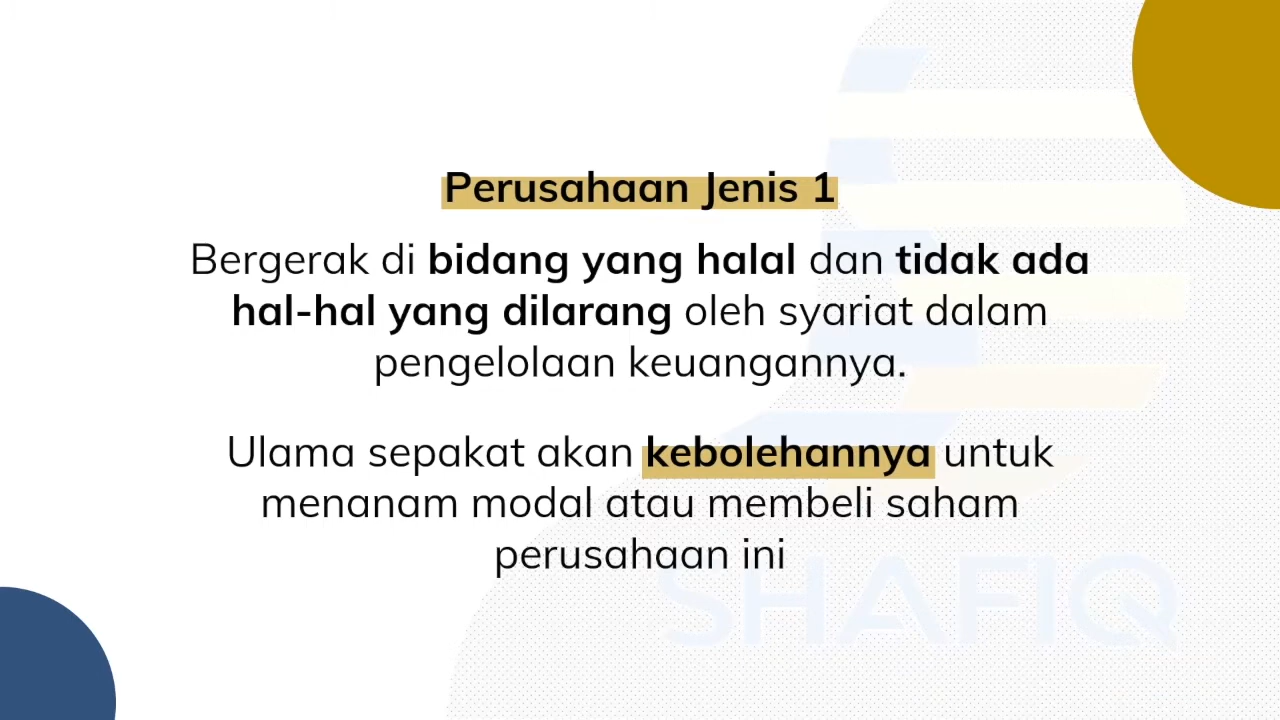 Perusahaan Jenis 1
Bergerak di bidang yang halal dan tidak ada
hal-hal yang dilarang oleh syariat dalam
pengelolaan keuangannya.
Ulama sepakat akan kebolehannya untuk
menanam modal atau membeli saham
perusahaan ini
SHAFIQ